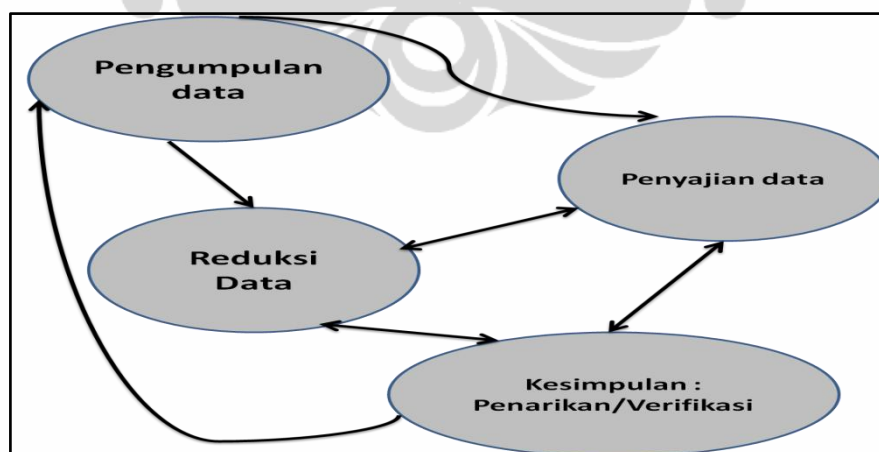 Pengumpulan
data
Penyajian data
Reduksi
Data
Kesimpulan :
Penarikan/Verifikasi